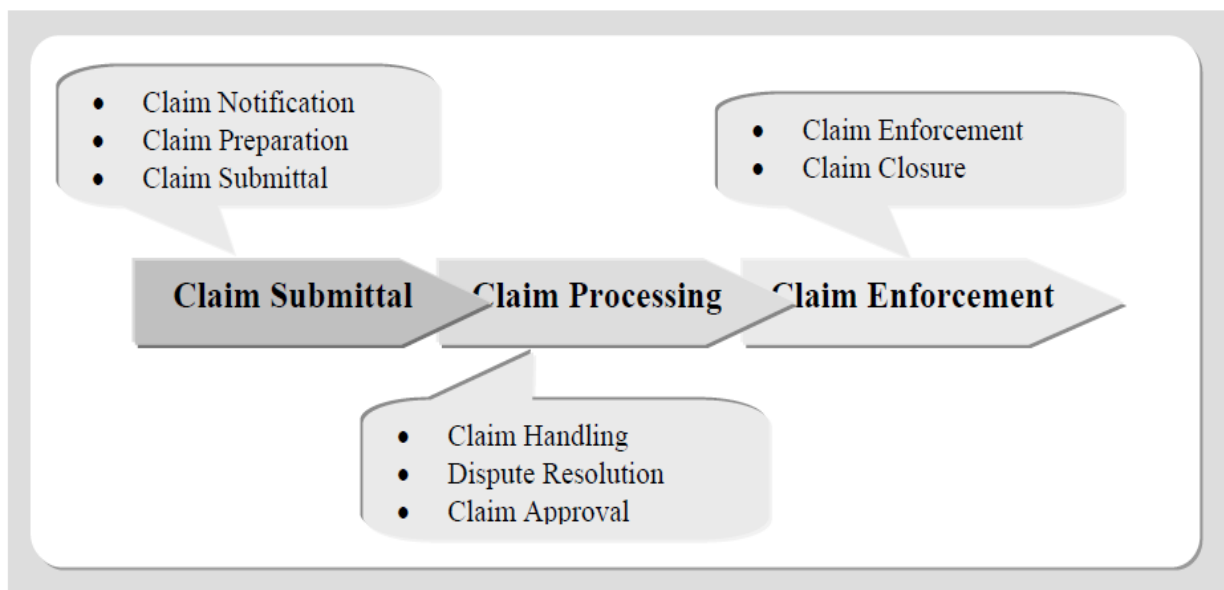 • Claim Notification
• Claim Preparation
• Claim Submittal
• Claim Enforcement
• Claim Closure
Claim Submittal
Claim Processing
Claim Enforcement
• Claim Handling
• Dispute Resolution
• Claim Approval